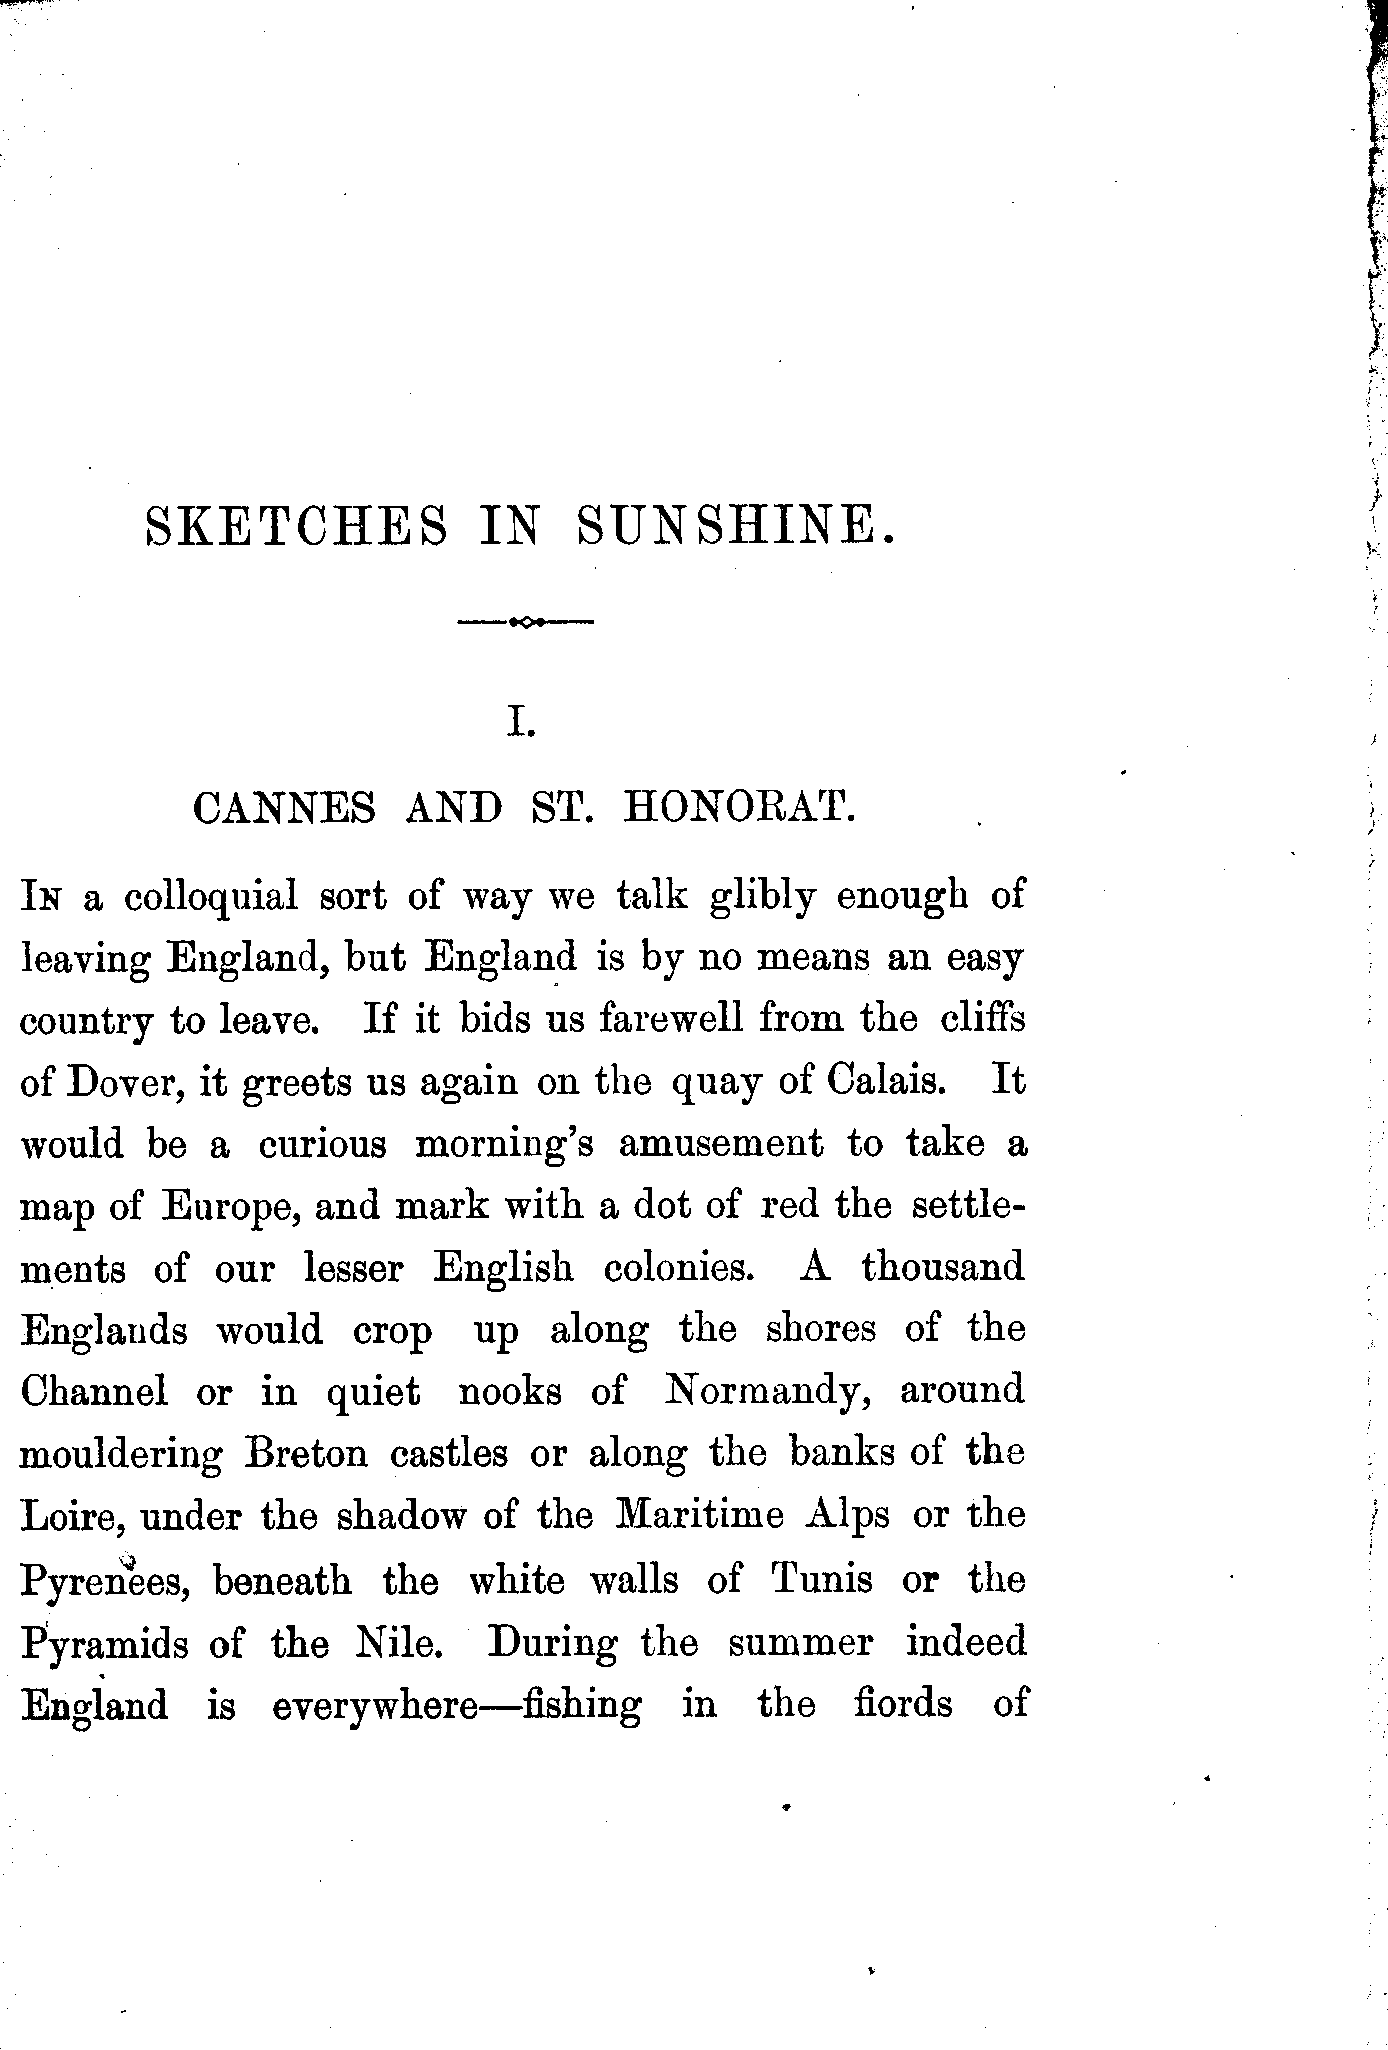 SKETCHES IN SUNSHINE.
I.
CANNES AND ST. HONORAT.
In a colloquial sort of way we talk glibly enough of
leaving England, but England is by no means an easy
country to leave. If it bids us farewell from the cliffs
of Dover, it greets us again on the quay of Calais. It
would be a curious morning's amusement to take a
map of Europe, and mark with a dot of red the settle-
ments of our lesser English colonies. A thousand
Englands would crop up along the shores of the
Channel or in quiet nooks of Normandy, around
mouldering Breton castles or along the banks of the
Loire, under the shadow of the Maritime Alps or the
Pyrenees, beneath the white walls of Tunis or the
Pyramids of the Nile. During the summer indeed
England is everywhere—fishing in the fiords of